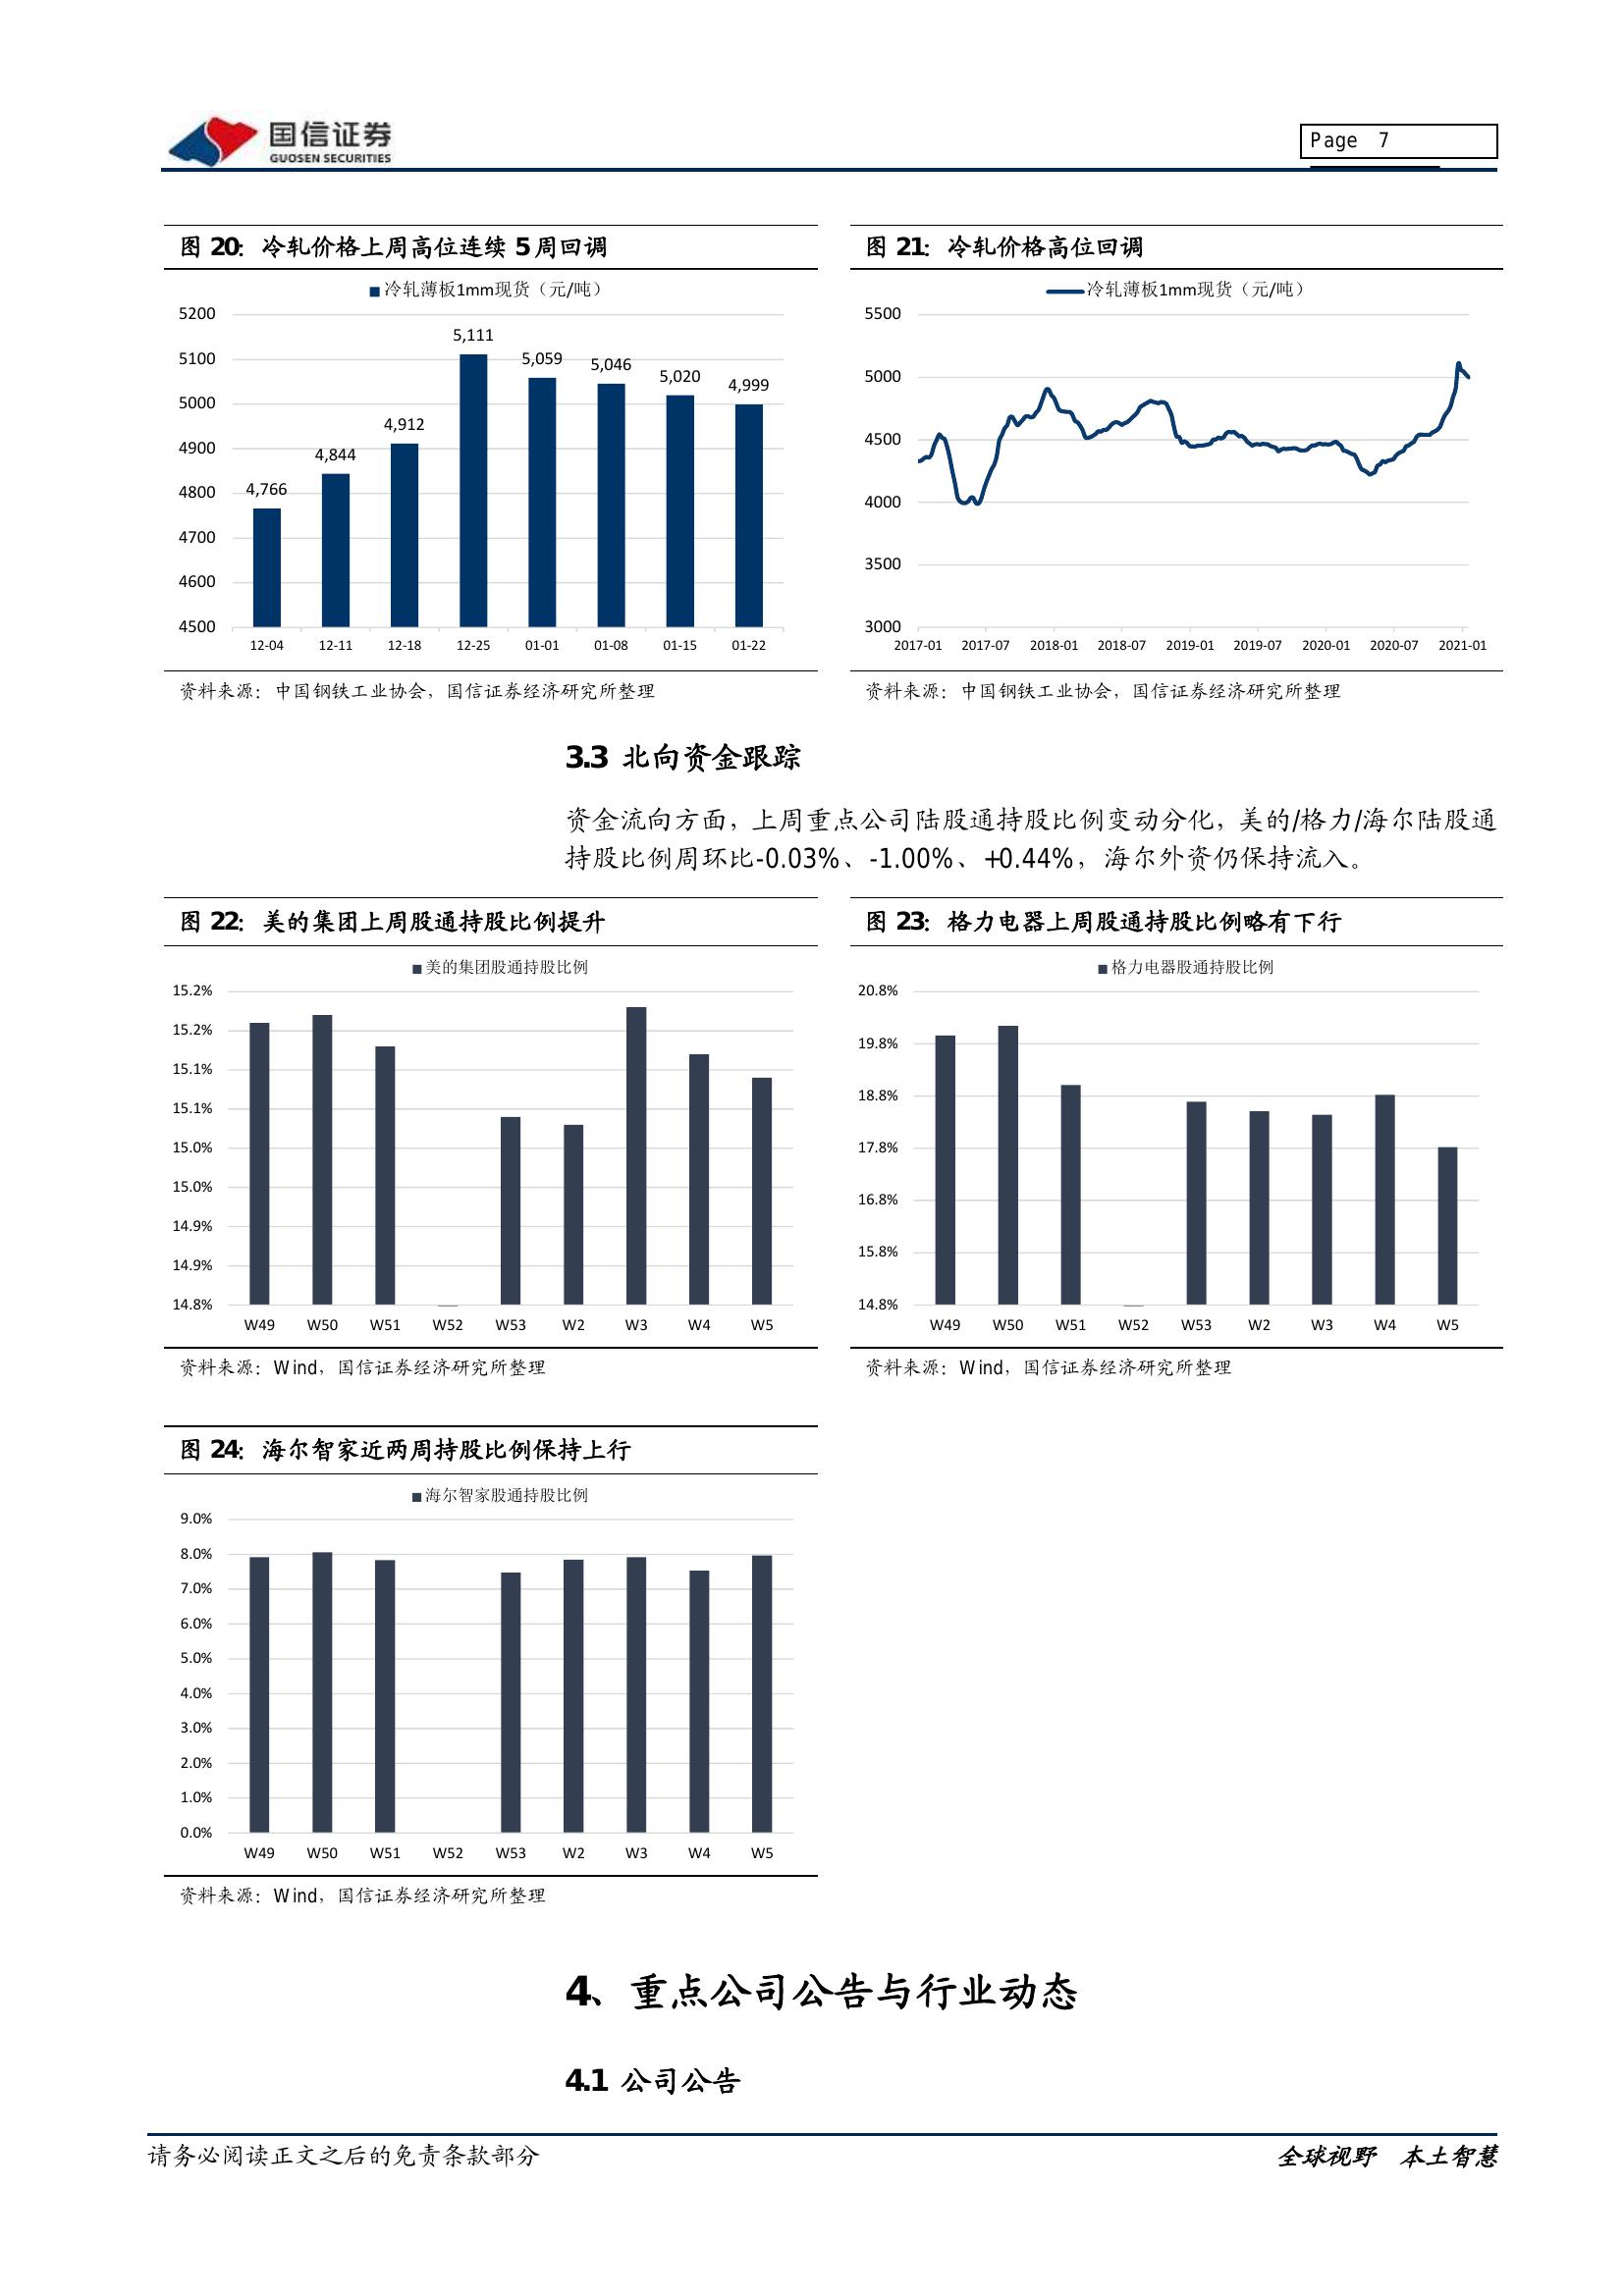 国信证券
GUOSEN SECURITIES
Page 7
图 20：冷轧价格上周高位连续 5 周回调
冷轧薄板1mm现货（元/吨）
5200
5100
5000
4900
4800
4700
4600
4500
4,766
4,844
4,912
5,111
5,059
5,046
5,020
4,999
12-04 12-11 12-18 12-25 01-01 01-08 01-15 01-22
资料来源：中国钢铁工业协会，国信证券经济研究所整理
图 21：冷轧价格高位回调
冷轧薄板1mm现货（元/吨）
5500
5000
4500
4000
3500
3000
2017-01 2017-07 2018-01 2018-07 2019-01 2019-07 2020-01 2020-07 2021-01
资料来源：中国钢铁工业协会，国信证券经济研究所整理
3.3 北向资金跟踪
资金流向方面，上周重点公司陆股通持股比例变动分化，美的/格力/海尔陆股通
持股比例周环比-0.03%、-1.00%、+0.44%，海尔外资仍保持流入。
图 22：美的集团上周股通持股比例提升
美的集团股通持股比例
15.2%
15.2%
15.1%
15.1%
15.0%
15.0%
14.9%
14.9%
14.8%
W49 W50 W51 W52 W53 W2 W3 W4 W5
资料来源：Wind，国信证券经济研究所整理
图 23：格力电器上周股通持股比例略有下行
格力电器股通持股比例
20.8%
19.8%
18.8%
17.8%
16.8%
15.8%
14.8%
W49 W50 W51 W52 W53 W2 W3 W4 W5
资料来源：Wind，国信证券经济研究所整理
图 24：海尔智家近两周持股比例保持上行
海尔智家股通持股比例
9.0%
8.0%
7.0%
6.0%
5.0%
4.0%
3.0%
2.0%
1.0%
0.0%
W49 W50 W51 W52 W53 W2 W3 W4 W5
资料来源：Wind，国信证券经济研究所整理
4、重点公司公告与行业动态
4.1 公司公告
请务必阅读正文之后的免责条款部分
全球视野 本土智慧